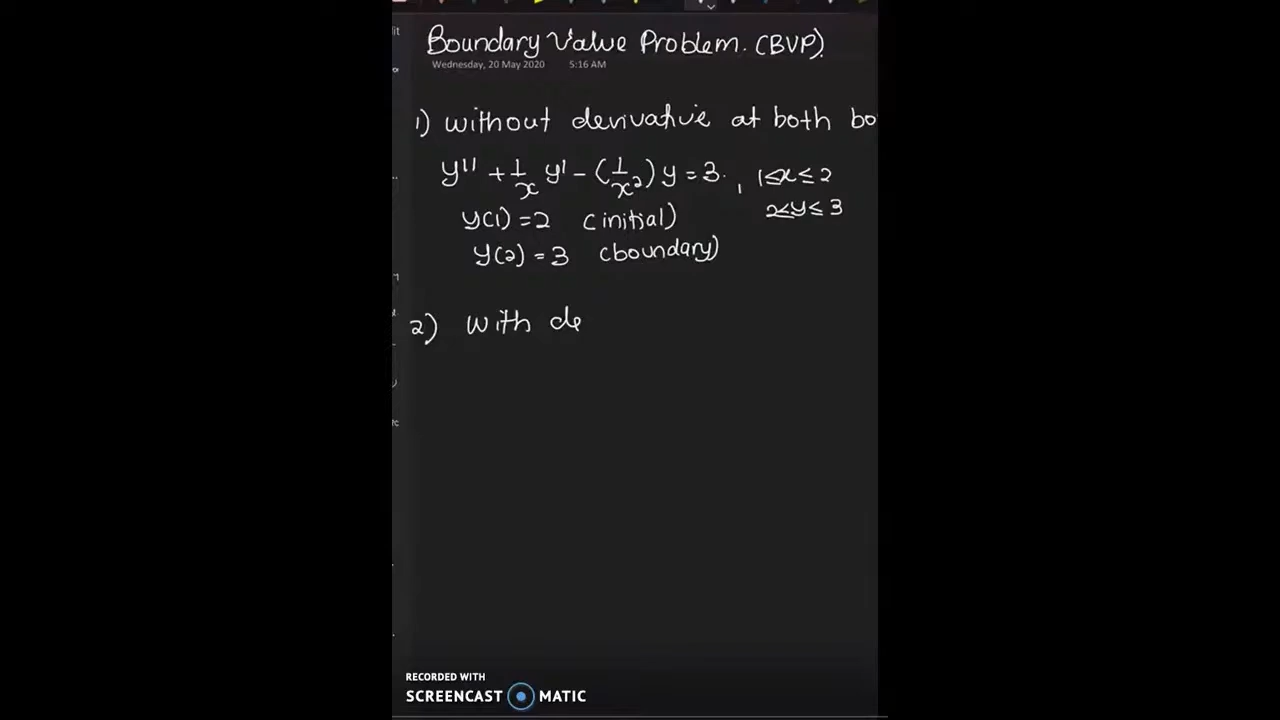 Boundary Value Problem. (BVP).
Wednesday, 20 May 2020 5:16 AM
1) without derivative at both bo
y'' + 1/x y' - (1/x²) y = 3. , 1≤x≤2
2≤y≤3
y(1) = 2 (initial)
y(2) = 3 (boundary)
2) with de
RECORDED WITH
SCREENCAST MATIC